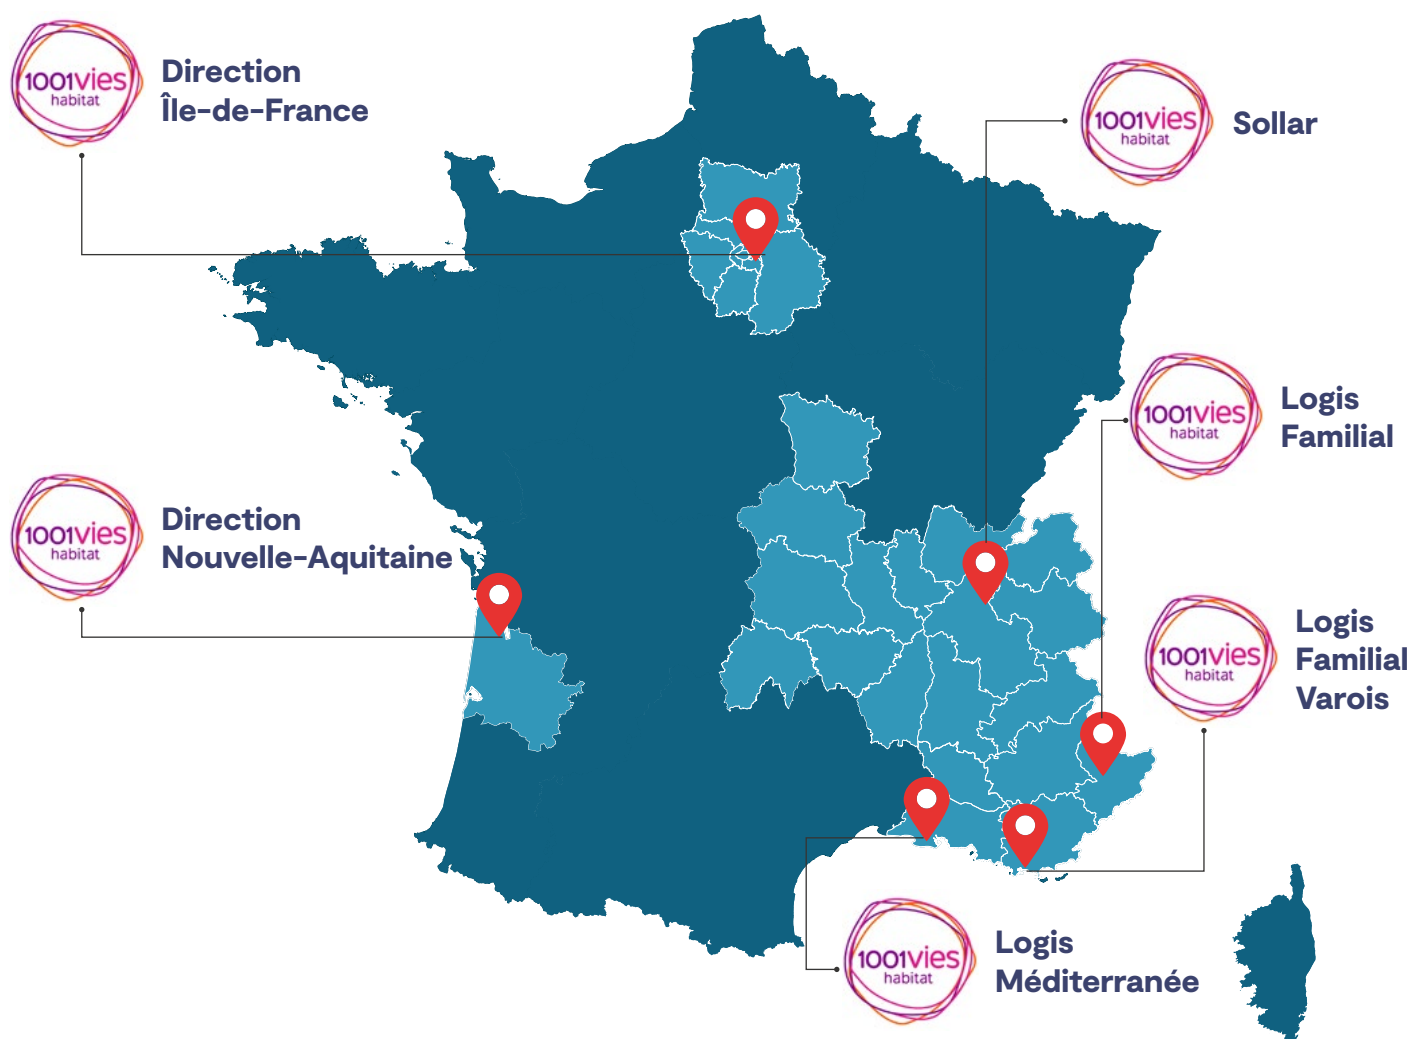 1001vies
habitat
Direction
Île-de-France
1001vies
habitat
Sollar
1001vies
habitat
Logis
Familial
1001vies
habitat
Direction
Nouvelle-Aquitaine
1001vies
habitat
Logis
Familial
Varois
1001vies
habitat
Logis
Méditerranée